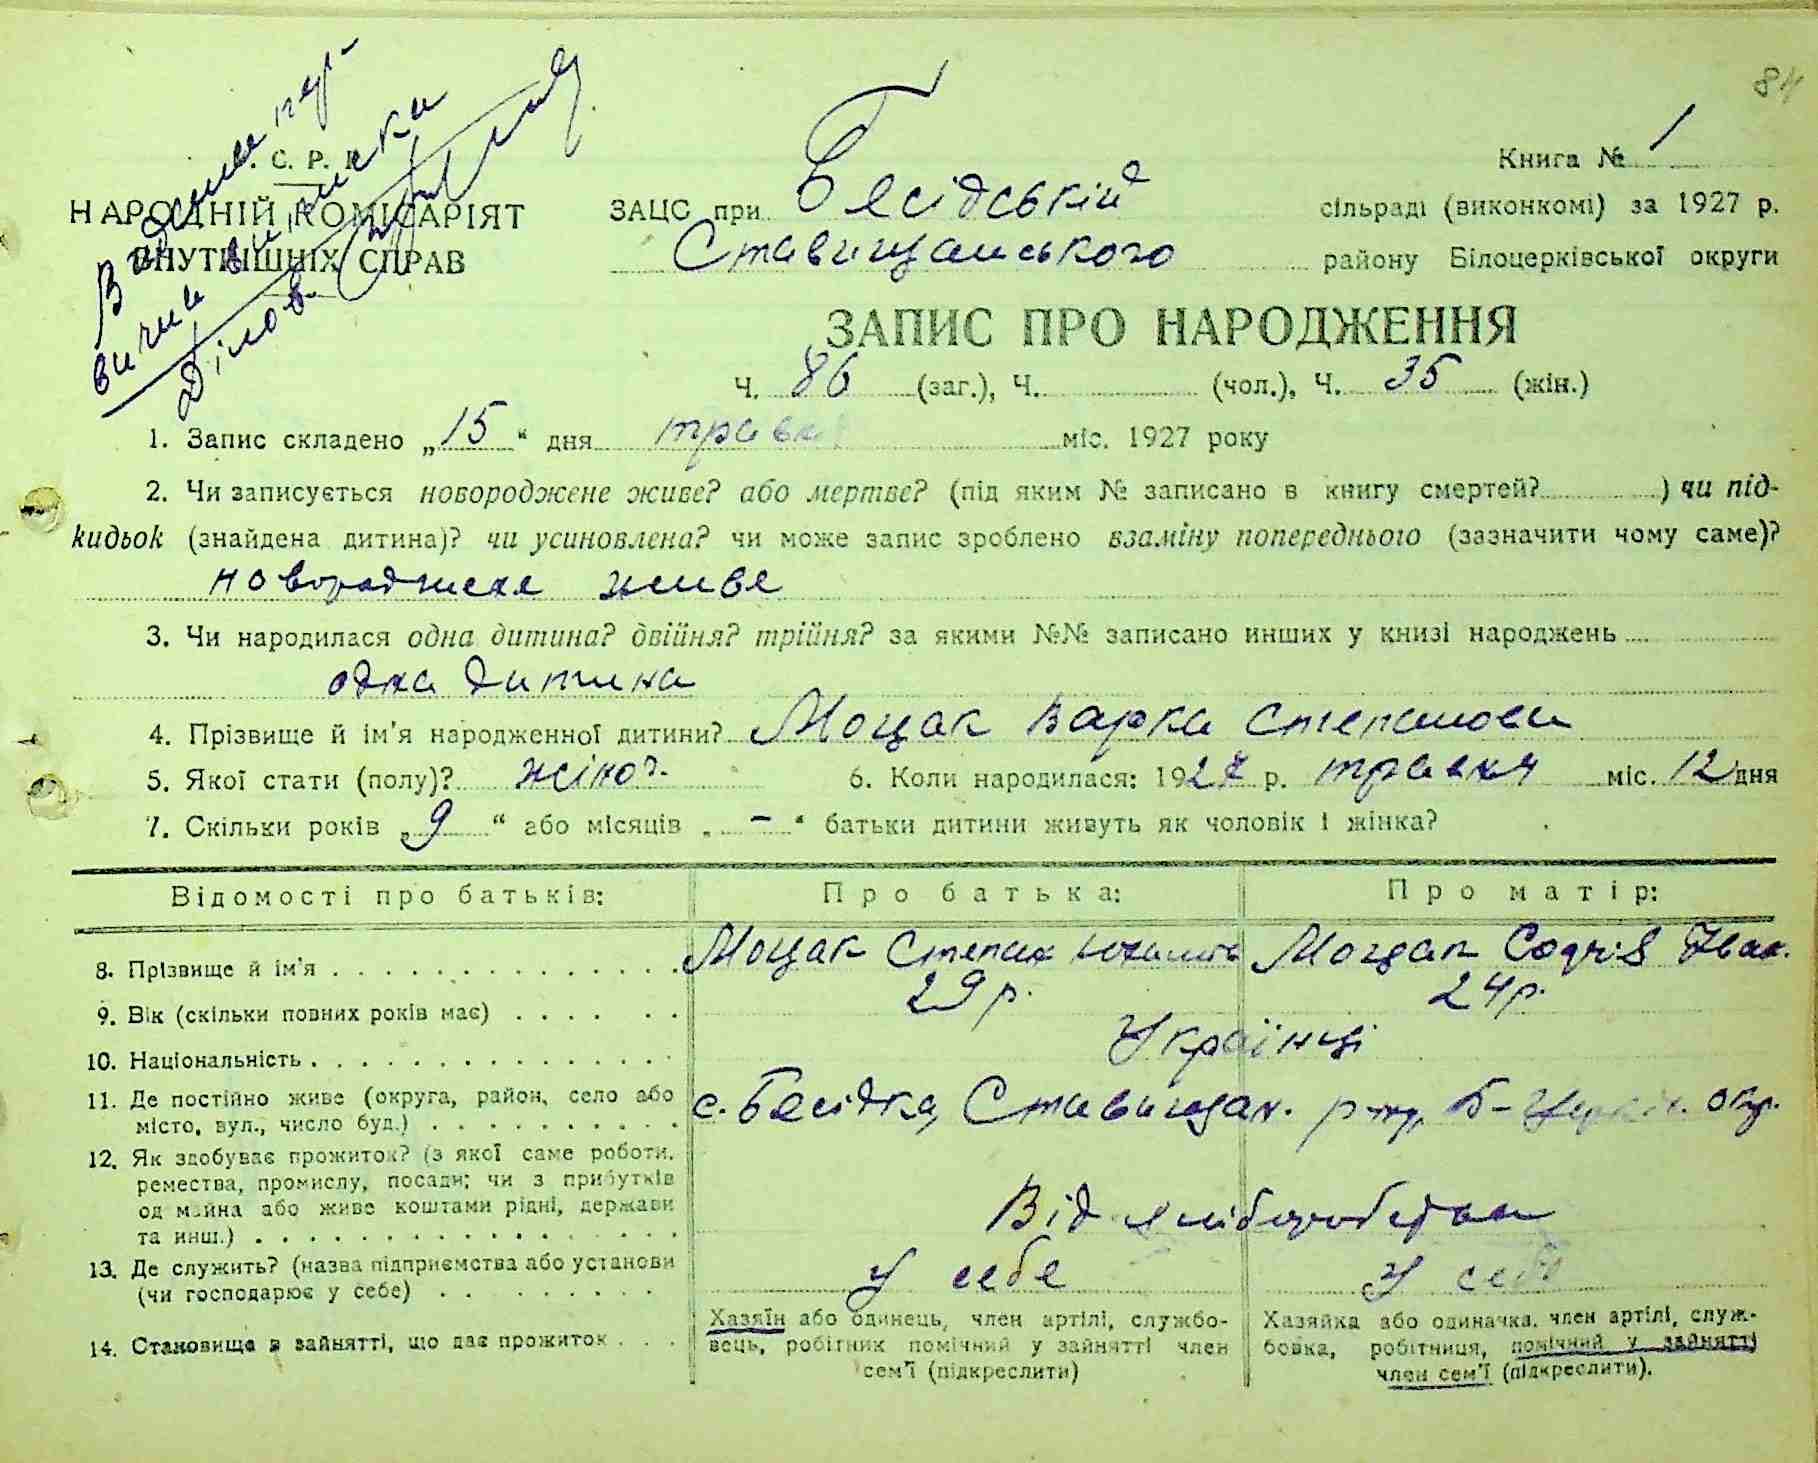 84
С. Р. Р.
НАРОДНІЙ КОМІСАРІЯТ
ВНУТРІШНІХ СПРАВ
Книга № 1
ЗАЦС при Бесідській сільраді (виконкомі) за 1927 р.
Ставищанського району Білоцерківської округи
ЗАПИС ПРО НАРОДЖЕННЯ
Ч. 86 (заг.), Ч. (чол.), Ч. 35 (жін.)
1. Запис складено „15“ дня травня міс. 1927 року
2. Чи записується новороджене живе? або мертве? (під яким № записано в книгу смертей? ) чи під-
кидьок (знайдена дитина)? чи усиновлена? чи може запис зроблено взаміну попереднього (зазначити чому саме)?
новороджене живе
3. Чи народилася одна дитина? двійня? трійня? за якими №№ записано инших у книзі народжень
одна дитина
4. Прізвище й ім'я народженної дитини? Моцак Варка Степанова
5. Якої стати (полу)? жіноч. 6. Коли народилася: 1927 р. травня міс. 12 дня
7. Скільки років „9“ або місяців „-“ батьки дитини живуть як чоловік і жінка?
Відомості про батьків: Про батька: Про матір:
8. Прізвище й ім'я Моцак Степан Моцак Іван.
9. Вік (скільки повних років має) 29 р. 24 р.
10. Національність Українці
11. Де постійно живе (округа, район, село або
місто, вул., число буд.) с. Бесідка, Ставищан. р-ну, Б-Церків. окр.
12. Як здобуває прожиток? (з якої саме роботи,
ремества, промислу, посади; чи з прибутків
од майна або живе коштами рідні, держави
та инш.) Від хліборобства
13. Де служить? (назва підприємства або установи
(чи господарює у себе) У себе У себе
14. Становище в зайнятті, що дає прожиток
Хазяїн або одинець, член артілі, службо-
вець, робітник помічний у зайнятті член
сем'ї (підкреслити)
Хазяйка або одиначка, член артілі, служ-
бовка, робітниця, помічний у зайнятті
член сем'ї (підкреслити).